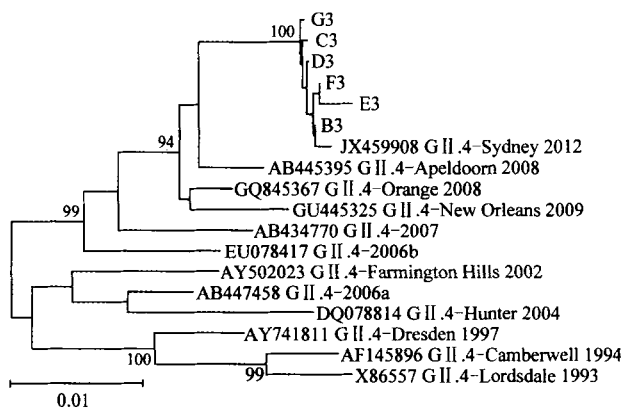 G3
100
C3
D3
F3
E3
B3
JX459908 GⅡ.4-Sydney 2012
94
AB445395 GⅡ.4-Apeldoorn 2008
GQ845367 GⅡ.4-Orange 2008
GU445325 GⅡ.4-New Orleans 2009
99
AB434770 GⅡ.4-2007
EU078417 GⅡ.4-2006b
AY502023 GⅡ.4-Farmington Hills 2002
AB447458 GⅡ.4-2006a
DQ078814 GⅡ.4-Hunter 2004
AY741811 GⅡ.4-Dresden 1997
100
AF145896 GⅡ.4-Camberwell 1994
99
X86557 GⅡ.4-Lordsdale 1993
0.01